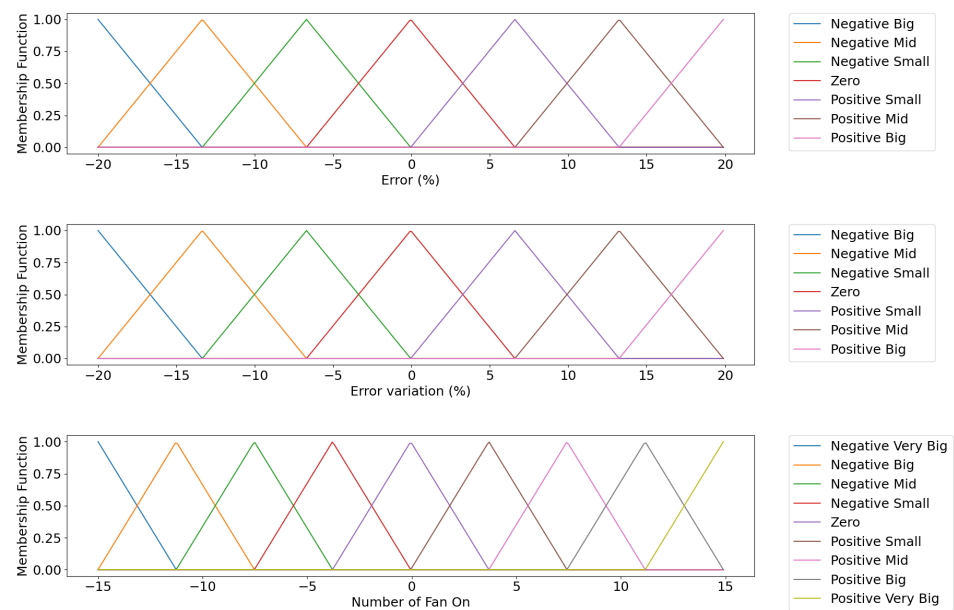 Membership Function
1.00
0.75
0.50
0.25
0.00
−20 −15 −10 −5 0 5 10 15 20
Error (%)
Negative Big
Negative Mid
Negative Small
Zero
Positive Small
Positive Mid
Positive Big
Membership Function
1.00
0.75
0.50
0.25
0.00
−20 −15 −10 −5 0 5 10 15 20
Error variation (%)
Negative Big
Negative Mid
Negative Small
Zero
Positive Small
Positive Mid
Positive Big
Membership Function
1.00
0.75
0.50
0.25
0.00
−15 −10 −5 0 5 10 15
Number of Fan On
Negative Very Big
Negative Big
Negative Mid
Negative Small
Zero
Positive Small
Positive Mid
Positive Big
Positive Very Big